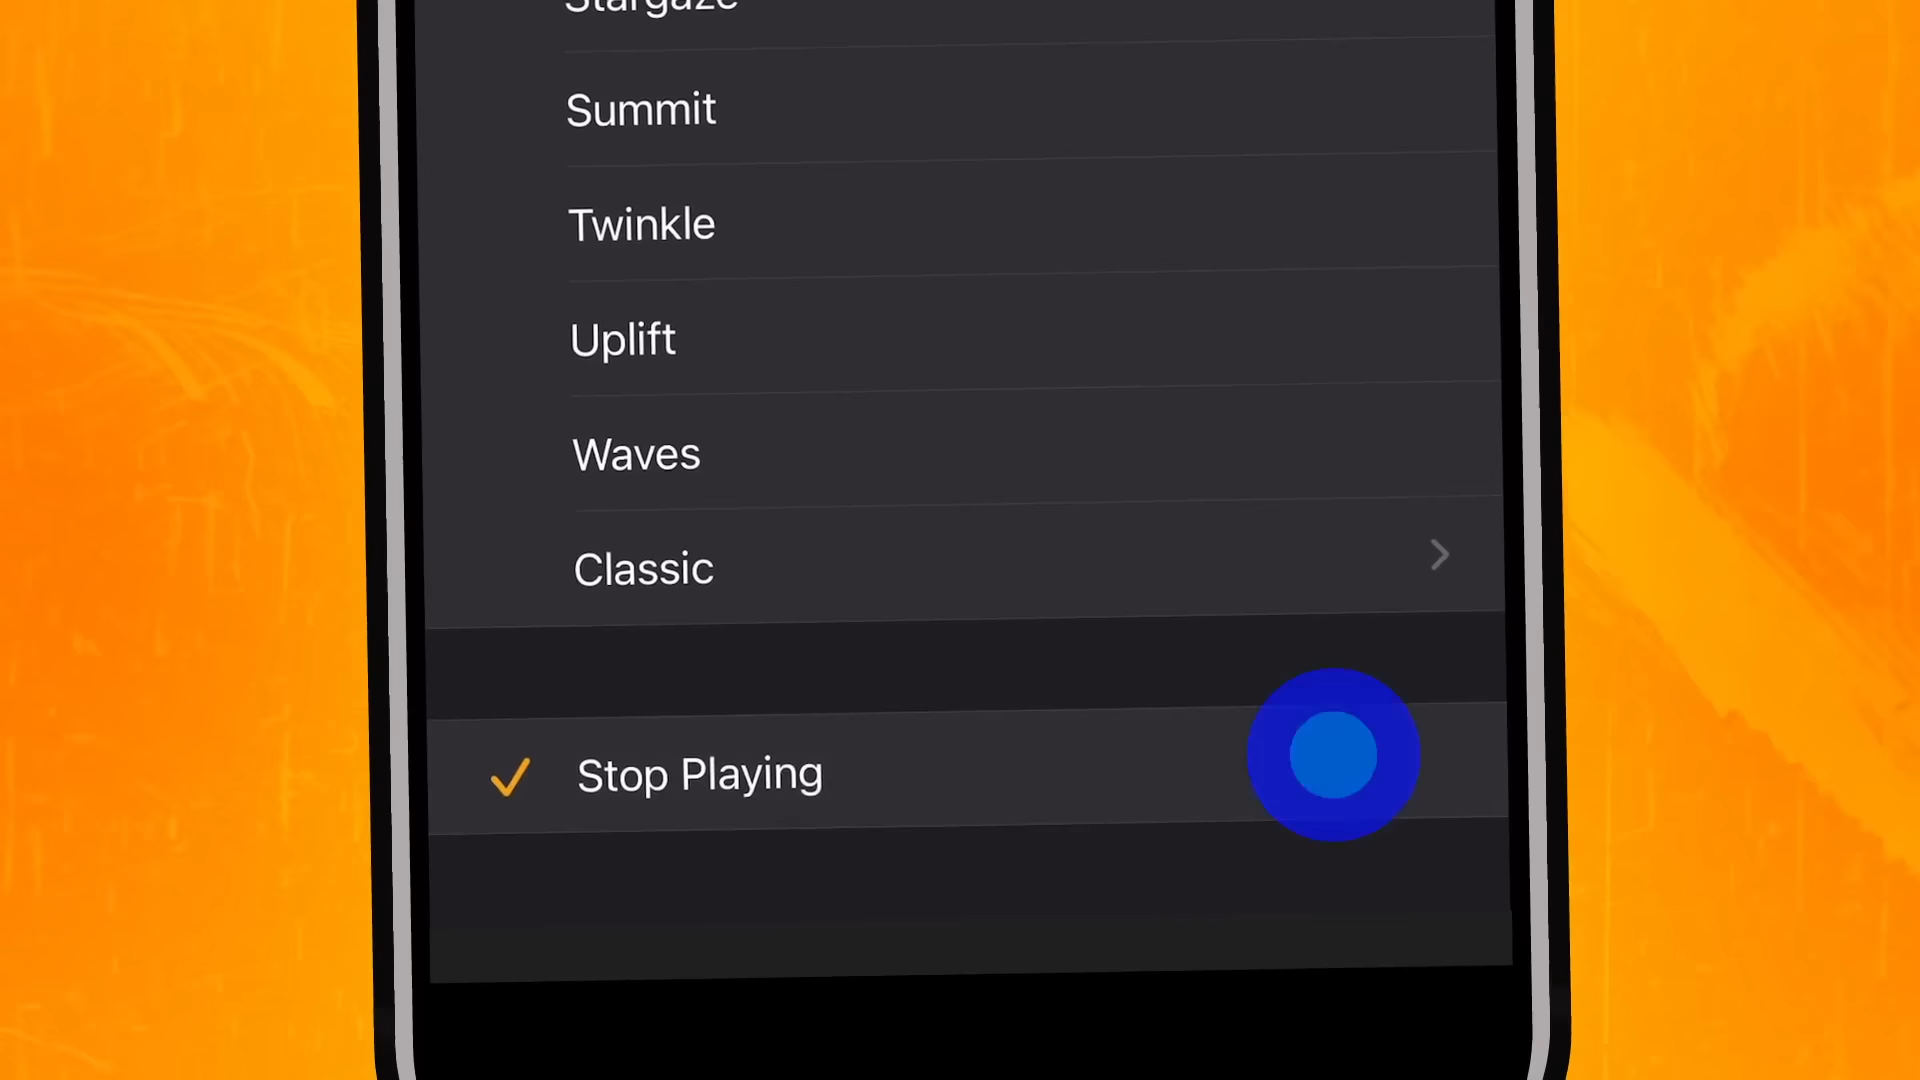 Stargaze
Summit
Twinkle
Uplift
Waves
Classic
Stop Playing